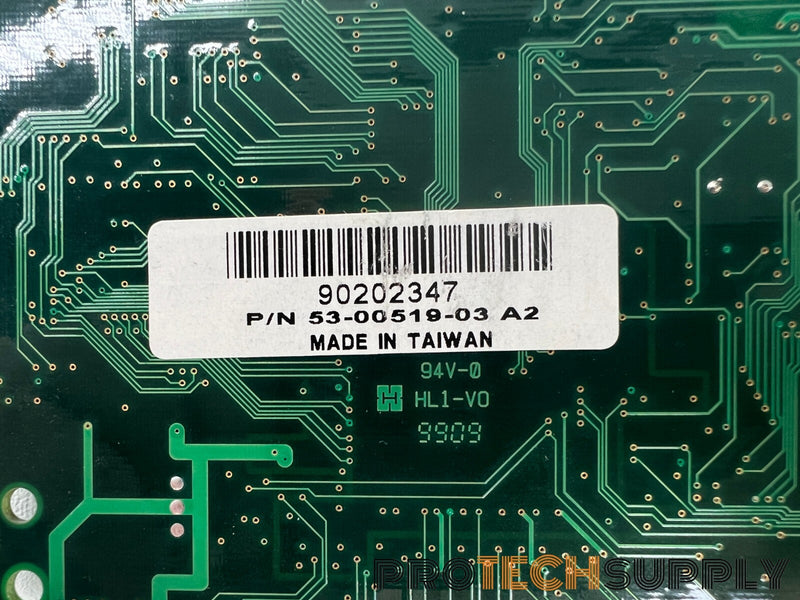 90202347
P/N 53-00519-03 A2
MADE IN TAIWAN
94V-0
HL1-V0
9909
PROTECHSUPPLY